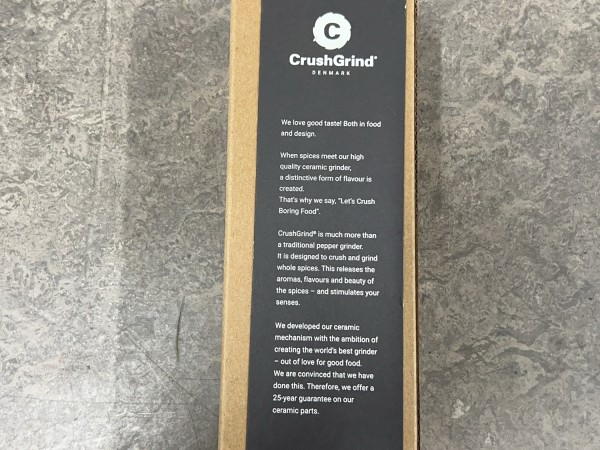 C
CrushGrind®
DENMARK
We love good taste! Both in food
and design.
When spices meet our high
quality ceramic grinder,
a distinctive form of flavour is
created.
That's why we say, "Let's Crush
Boring Food".
CrushGrind® is much more than
a traditional pepper grinder.
It is designed to crush and grind
whole spices. This releases the
aromas, flavours and beauty of
the spices – and stimulates your
senses.
We developed our ceramic
mechanism with the ambition of
creating the world's best grinder
– out of love for good food.
We are convinced that we have
done this. Therefore, we offer a
25-year guarantee on our
ceramic parts.